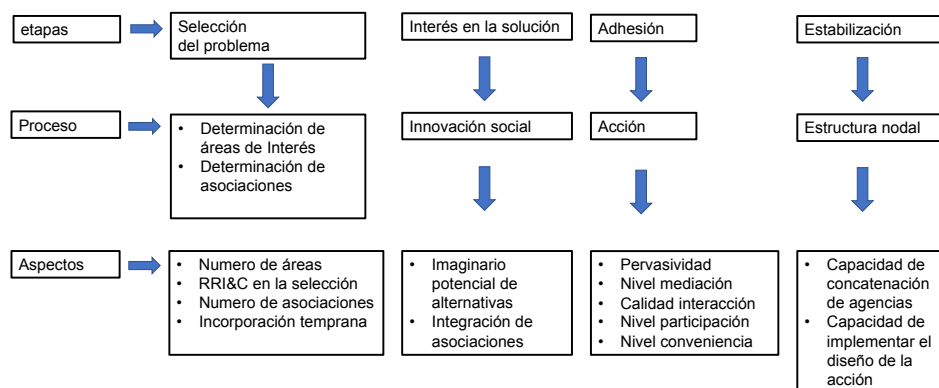 etapas
Selección
del problema
Interés en la solución
Adhesión
Estabilización
Proceso
• Determinación de
áreas de Interés
• Determinación de
asociaciones
Innovación social
Acción
Estructura nodal
Aspectos
• Numero de áreas
• RRI&C en la selección
• Numero de asociaciones
• Incorporación temprana
• Imaginario
potencial de
alternativas
• Integración de
asociaciones
• Pervasividad
• Nivel mediación
• Calidad interacción
• Nivel participación
• Nivel conveniencia
• Capacidad de
concatenación
de agencias
• Capacidad de
implementar el
diseño de la
acción